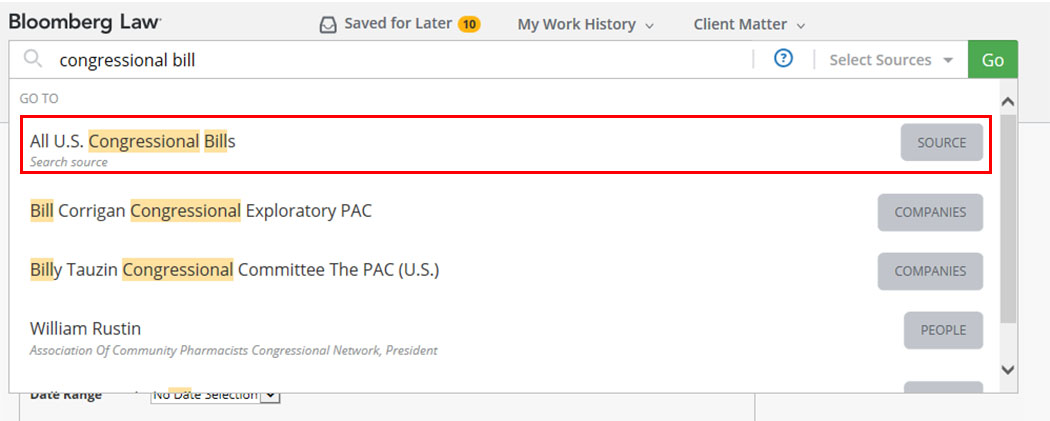 Bloomberg Law
Saved for Later 10 My Work History Client Matter
congressional bill ? Select Sources Go
GO TO
All U.S. Congressional Bills SOURCE
Search source
Bill Corrigan Congressional Exploratory PAC COMPANIES
Billy Tauzin Congressional Committee The PAC (U.S.) COMPANIES
William Rustin PEOPLE
Association Of Community Pharmacists Congressional Network, President
Date Range No Date Selection